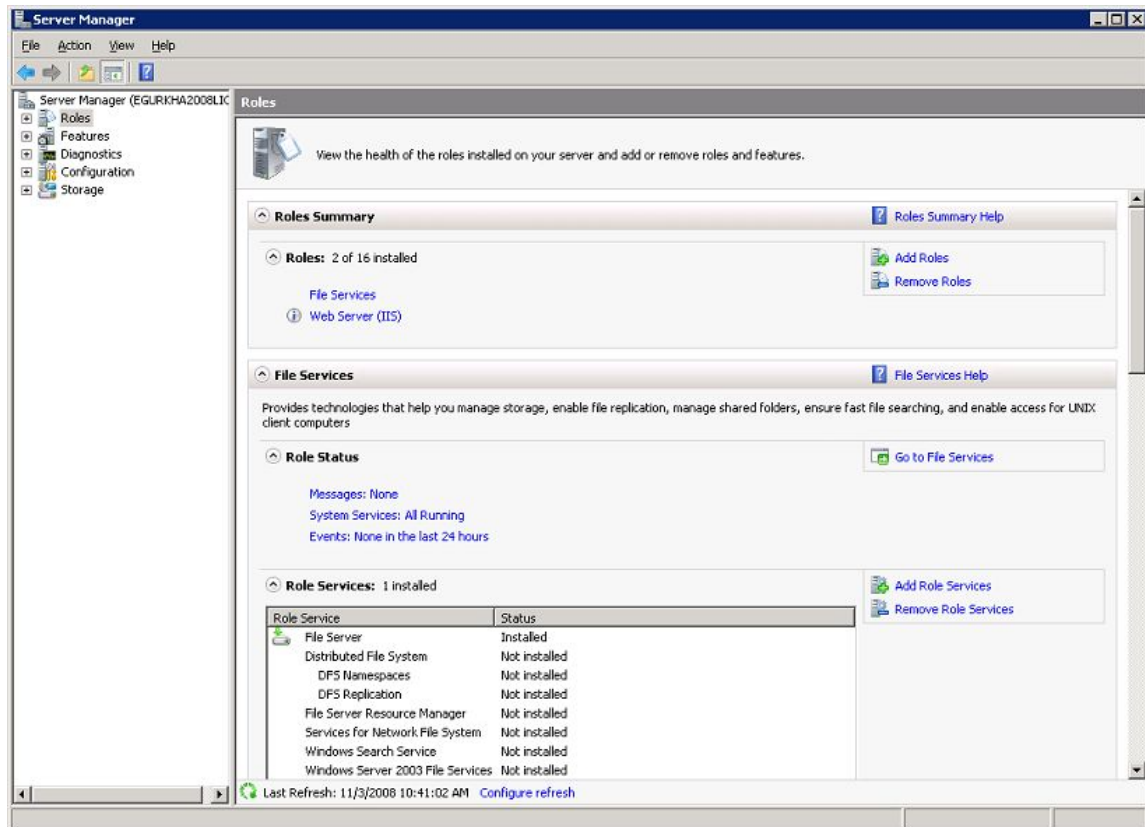 Server Manager
File Action View Help
Server Manager (EGURKHA2008LIC
Roles
Features
Diagnostics
Configuration
Storage
Roles
View the health of the roles installed on your server and add or remove roles and features.
Roles Summary
Roles Summary Help
Roles: 2 of 16 installed
Add Roles
Remove Roles
File Services
Web Server (IIS)
File Services
File Services Help
Provides technologies that help you manage storage, enable file replication, manage shared folders, ensure fast file searching, and enable access for UNIX
client computers
Role Status
Go to File Services
Messages: None
System Services: All Running
Events: None in the last 24 hours
Role Services: 1 installed
Add Role Services
Remove Role Services
Role Service Status
File Server Installed
Distributed File System Not installed
DFS Namespaces Not installed
DFS Replication Not installed
File Server Resource Manager Not installed
Services for Network File System Not installed
Windows Search Service Not installed
Windows Server 2003 File Services Not installed
Last Refresh: 11/3/2008 10:41:02 AM Configure refresh